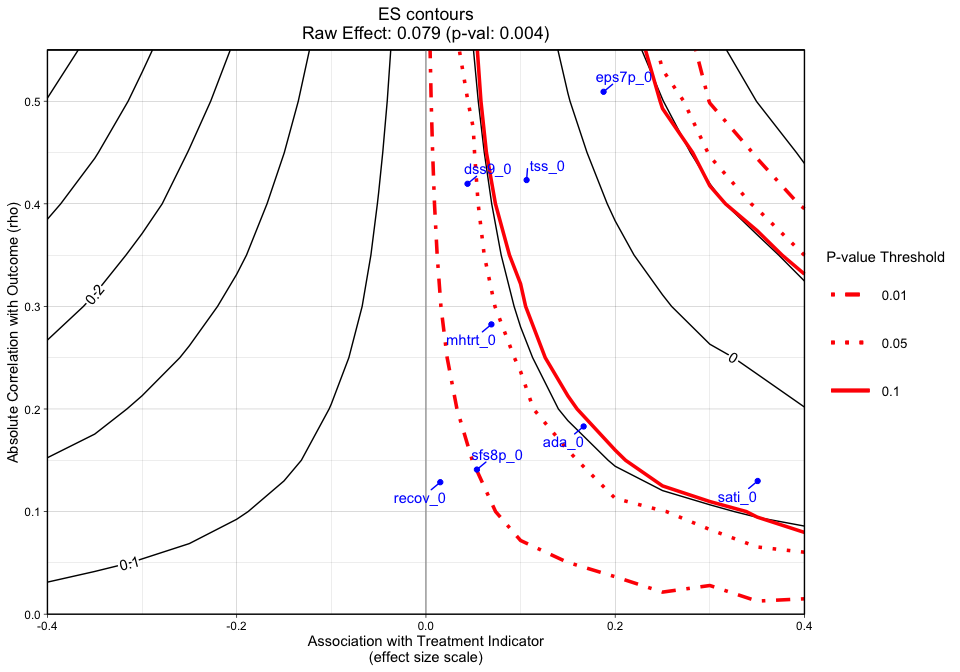 ES contours
Raw Effect: 0.079 (p-val: 0.004)
Absolute Correlation with Outcome (rho)
0.5
0.4
0.3
0.2
0.1
0.0
-0.4
-0.2
0.0
0.2
0.4
Association with Treatment Indicator
(effect size scale)
eps7p_0
dss9_0
tss_0
mhtrt_0
ada_0
sfs8p_0
recov_0
sati_0
0.2
0.1
0
P-value Threshold
0.01
0.05
0.1